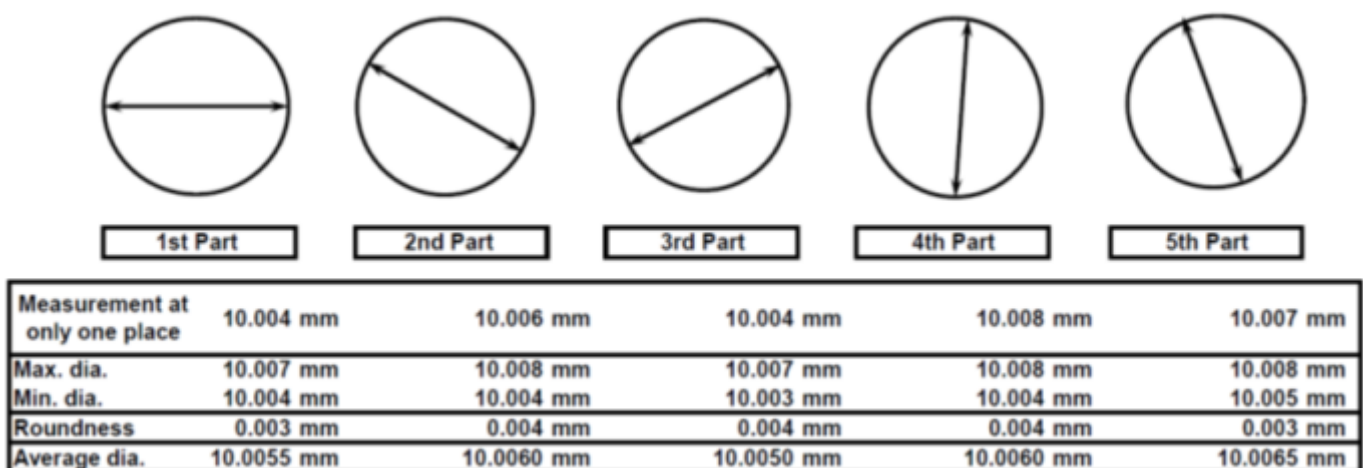 1st Part 2nd Part 3rd Part 4th Part 5th Part
Measurement at
only one place 10.004 mm 10.006 mm 10.004 mm 10.008 mm 10.007 mm
Max. dia. 10.007 mm 10.008 mm 10.007 mm 10.008 mm 10.008 mm
Min. dia. 10.004 mm 10.004 mm 10.003 mm 10.004 mm 10.005 mm
Roundness 0.003 mm 0.004 mm 0.004 mm 0.004 mm 0.003 mm
Average dia. 10.0055 mm 10.0060 mm 10.0050 mm 10.0060 mm 10.0065 mm